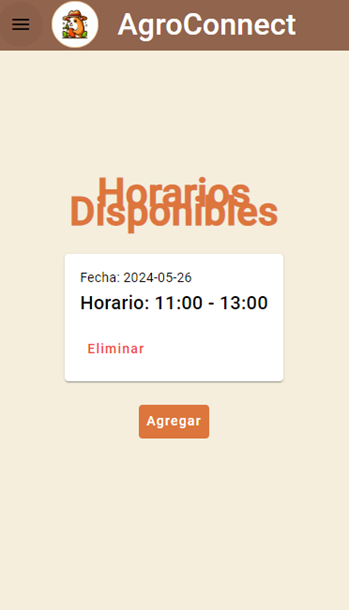 AgroConnect
Horarios
Disponibles
Fecha: 2024-05-26
Horario: 11:00 - 13:00
Eliminar
Agregar